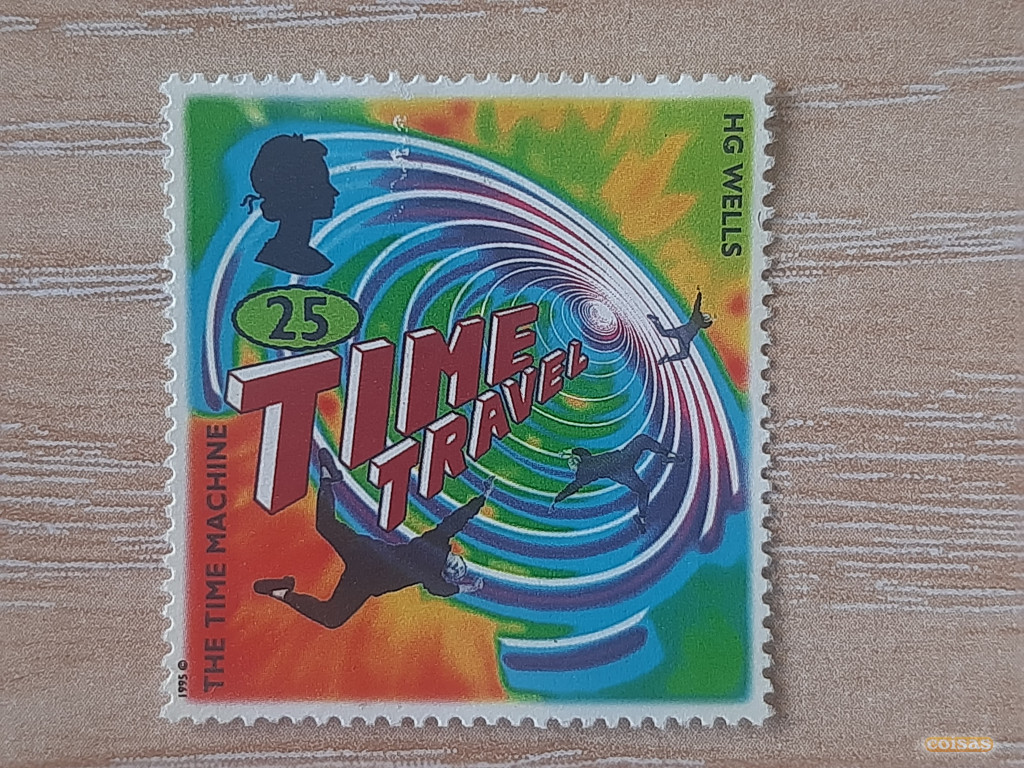 HG WELLS
25
TIME
TRAVEL
THE TIME MACHINE
1995 ©
coisas